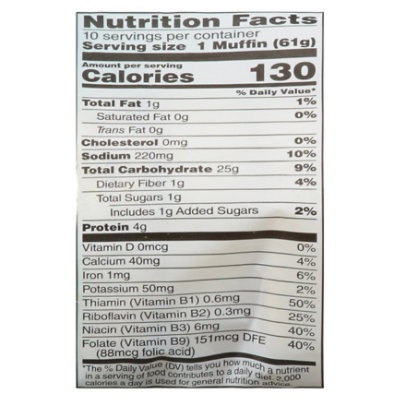 Nutrition Facts
10 servings per container
Serving size 1 Muffin (61g)
Amount per serving
Calories 130
% Daily Value*
Total Fat 1g 1%
Saturated Fat 0g 0%
Trans Fat 0g
Cholesterol 0mg 0%
Sodium 220mg 10%
Total Carbohydrate 25g 9%
Dietary Fiber 1g 4%
Total Sugars 1g
Includes 1g Added Sugars 2%
Protein 4g
Vitamin D 0mcg 0%
Calcium 40mg 4%
Iron 1mg 6%
Potassium 50mg 2%
Thiamin (Vitamin B1) 0.6mg 50%
Riboflavin (Vitamin B2) 0.3mg 25%
Niacin (Vitamin B3) 6mg 40%
Folate (Vitamin B9) 151mcg DFE 40%
(88mcg folic acid)
*The % Daily Value (DV) tells you how much a nutrient
in a serving of food contributes to a daily diet. 2,000
calories a day is used for general nutrition advice.